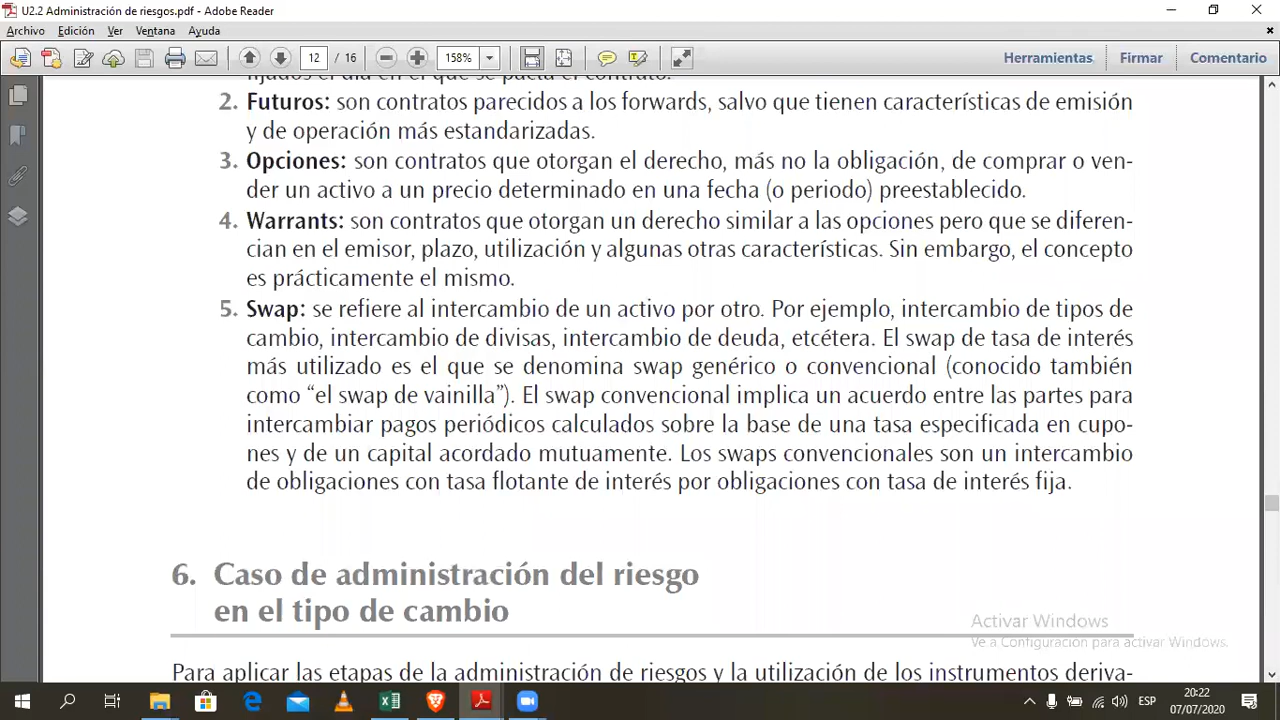 U2.2 Administración de riesgos.pdf - Adobe Reader
Archivo Edición Ver Ventana Ayuda
12 / 16 158% Herramientas Firmar Comentario
fijados el día en el que se pacta el contrato.
2. Futuros: son contratos parecidos a los forwards, salvo que tienen características de emisión
y de operación más estandarizadas.
3. Opciones: son contratos que otorgan el derecho, más no la obligación, de comprar o ven-
der un activo a un precio determinado en una fecha (o periodo) preestablecido.
4. Warrants: son contratos que otorgan un derecho similar a las opciones pero que se diferen-
cian en el emisor, plazo, utilización y algunas otras características. Sin embargo, el concepto
es prácticamente el mismo.
5. Swap: se refiere al intercambio de un activo por otro. Por ejemplo, intercambio de tipos de
cambio, intercambio de divisas, intercambio de deuda, etcétera. El swap de tasa de interés
más utilizado es el que se denomina swap genérico o convencional (conocido también
como “el swap de vainilla”). El swap convencional implica un acuerdo entre las partes para
intercambiar pagos periódicos calculados sobre la base de una tasa especificada en cupo-
nes y de un capital acordado mutuamente. Los swaps convencionales son un intercambio
de obligaciones con tasa flotante de interés por obligaciones con tasa de interés fija.
6. Caso de administración del riesgo
en el tipo de cambio
Activar Windows
Ve a Configuración para activar Windows.
Para aplicar las etapas de la administración de riesgos y la utilización de los instrumentos deriva-
ESP
20:22
07/07/2020